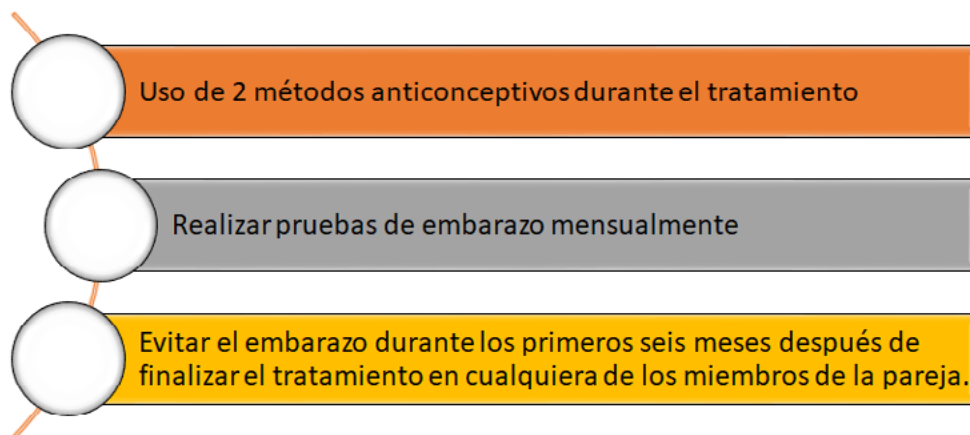 Uso de 2 métodos anticonceptivos durante el tratamiento
Realizar pruebas de embarazo mensualmente
Evitar el embarazo durante los primeros seis meses después de
finalizar el tratamiento en cualquiera de los miembros de la pareja.